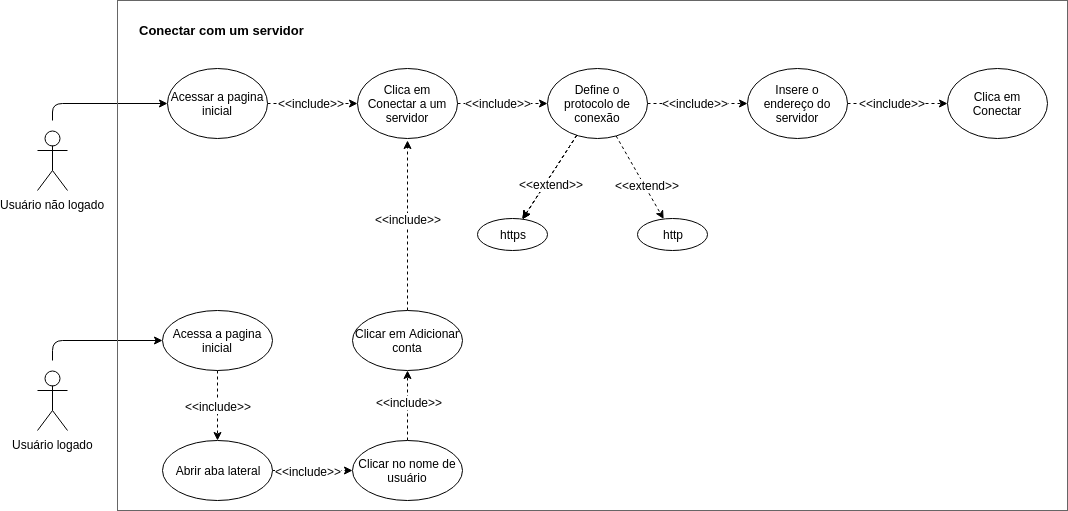 Conectar com um servidor
Acessar a pagina
inicial
<<include>>
Clica em
Conectar a um
servidor
<<include>>
Define o
protocolo de
conexão
<<include>>
Insere o
endereço do
servidor
<<include>>
Clica em
Conectar
Usuário não logado
<<extend>>
<<extend>>
https
http
<<include>>
Acessa a pagina
inicial
Clicar em Adicionar
conta
<<include>>
<<include>>
Usuário logado
Abrir aba lateral
<<include>>
Clicar no nome de
usuário